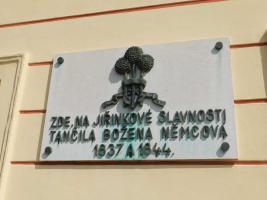 ZDE, NA JIŘINKOVÉ SLAVNOSTI
TANČILA BOŽENA NĚMCOVÁ
1837 A 1844.